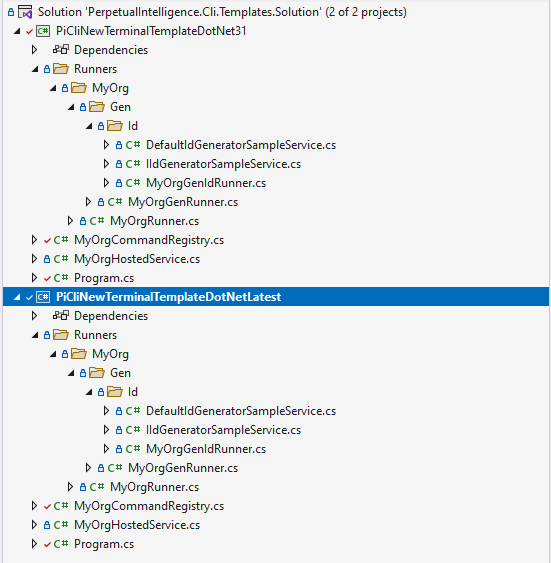 Solution 'PerpetualIntelligence.Cli.Templates.Solution' (2 of 2 projects)
C# PiCliNewTerminalTemplateDotNet31
Dependencies
Runners
MyOrg
Gen
Id
C# DefaultIdGeneratorSampleService.cs
C# IIdGeneratorSampleService.cs
C# MyOrgGenIdRunner.cs
C# MyOrgGenRunner.cs
C# MyOrgRunner.cs
C# MyOrgCommandRegistry.cs
C# MyOrgHostedService.cs
C# Program.cs
C# PiCliNewTerminalTemplateDotNetLatest
Dependencies
Runners
MyOrg
Gen
Id
C# DefaultIdGeneratorSampleService.cs
C# IIdGeneratorSampleService.cs
C# MyOrgGenIdRunner.cs
C# MyOrgGenRunner.cs
C# MyOrgRunner.cs
C# MyOrgCommandRegistry.cs
C# MyOrgHostedService.cs
C# Program.cs